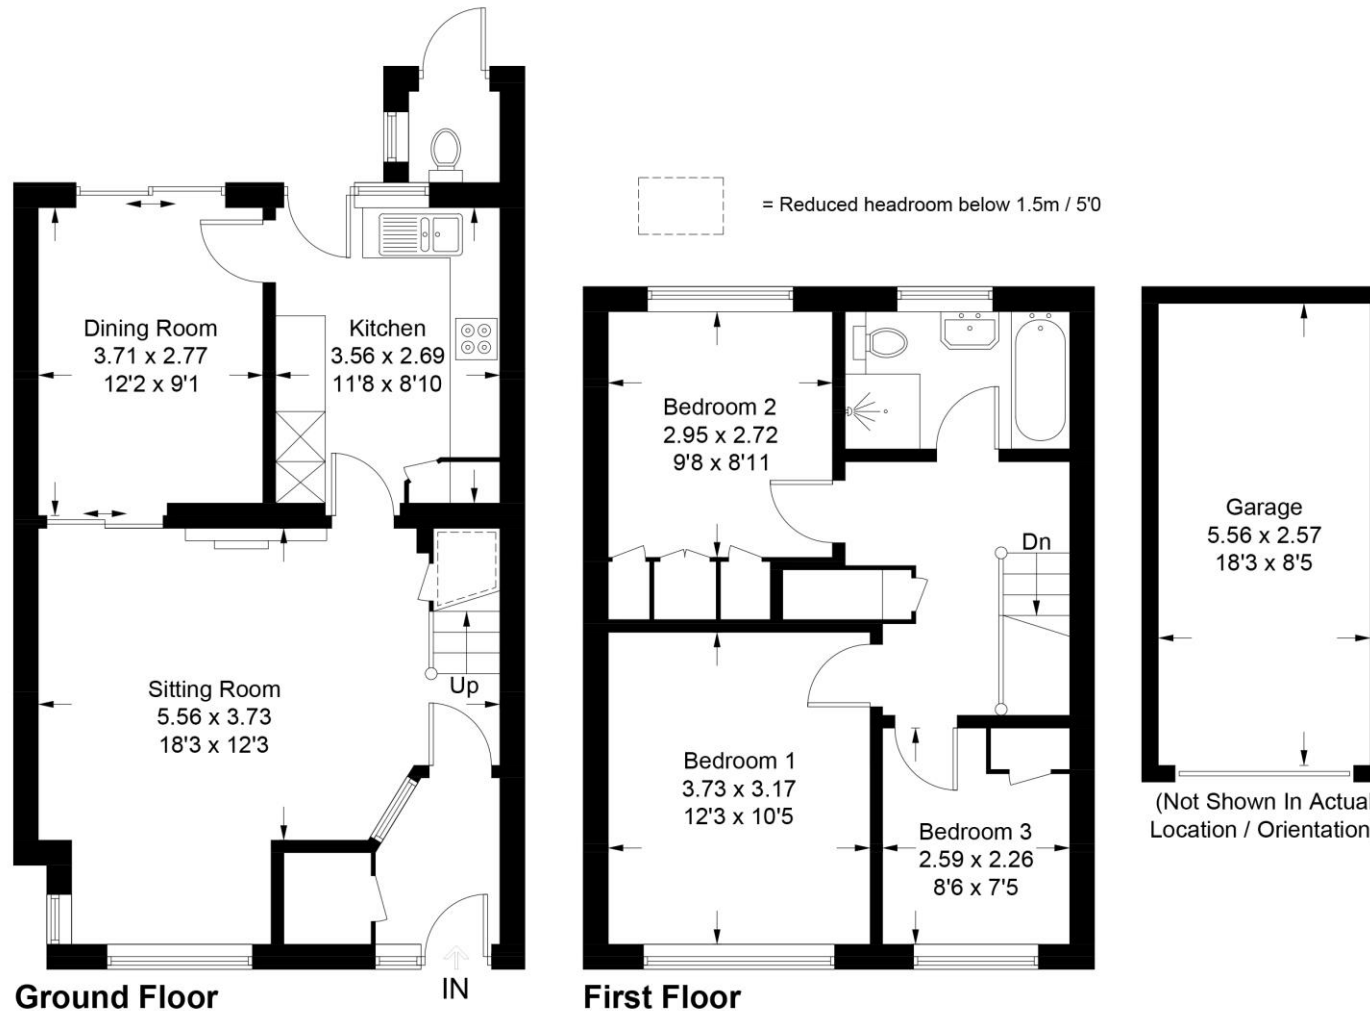 = Reduced headroom below 1.5m / 5'0
Dining Room
3.71 x 2.77
12'2 x 9'1
Kitchen
3.56 x 2.69
11'8 x 8'10
Sitting Room
5.56 x 3.73
18'3 x 12'3
Up
IN
Ground Floor
Bedroom 2
2.95 x 2.72
9'8 x 8'11
Dn
Bedroom 1
3.73 x 3.17
12'3 x 10'5
Bedroom 3
2.59 x 2.26
8'6 x 7'5
First Floor
Garage
5.56 x 2.57
18'3 x 8'5
(Not Shown In Actual
Location / Orientation